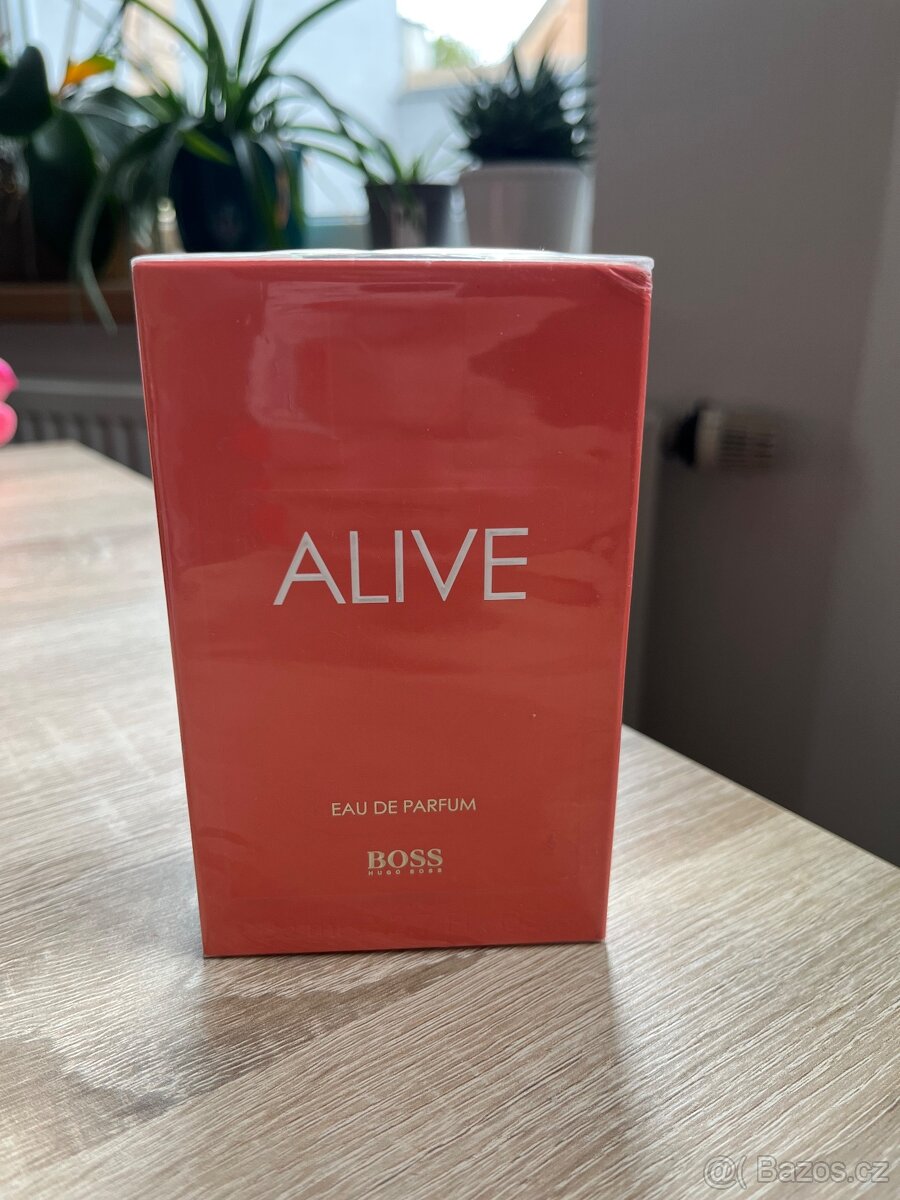 ALIVE
EAU DE PARFUM
BOSS
HUGO BOSS
@( Bazos.cz